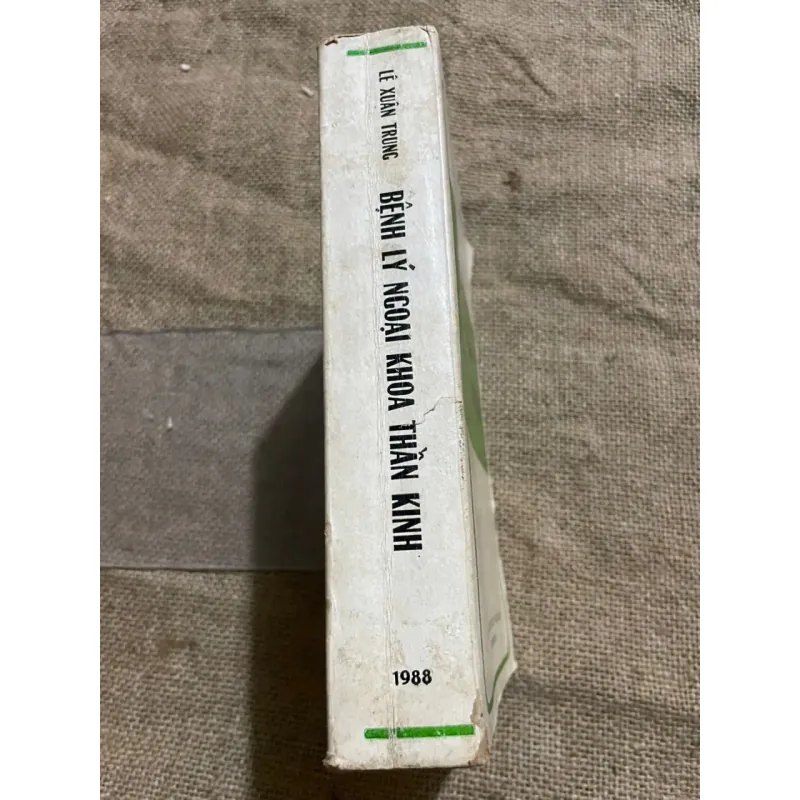 LÊ XUÂN TRUNG
BỆNH LÝ NGOẠI KHOA THẦN KINH
1988